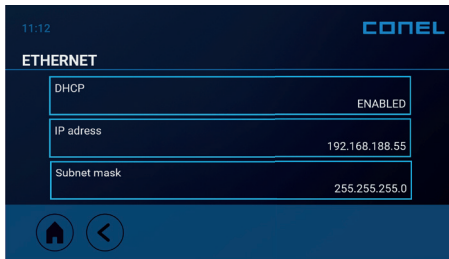 11:12
CONEL
ETHERNET
DHCP
ENABLED
IP adress
192.168.188.55
Subnet mask
255.255.255.0